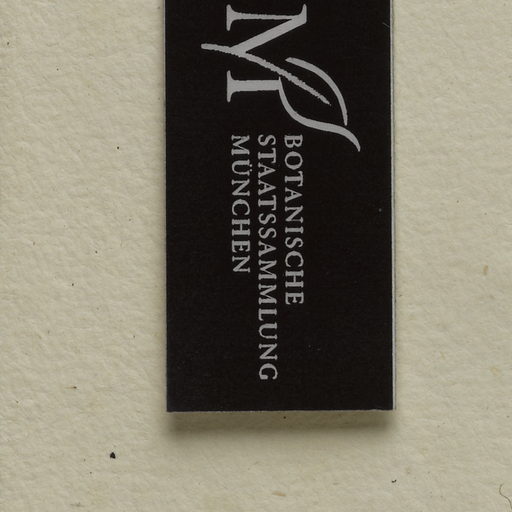 M
BOTANISCHE
STAATSSAMMLUNG
MÜNCHEN